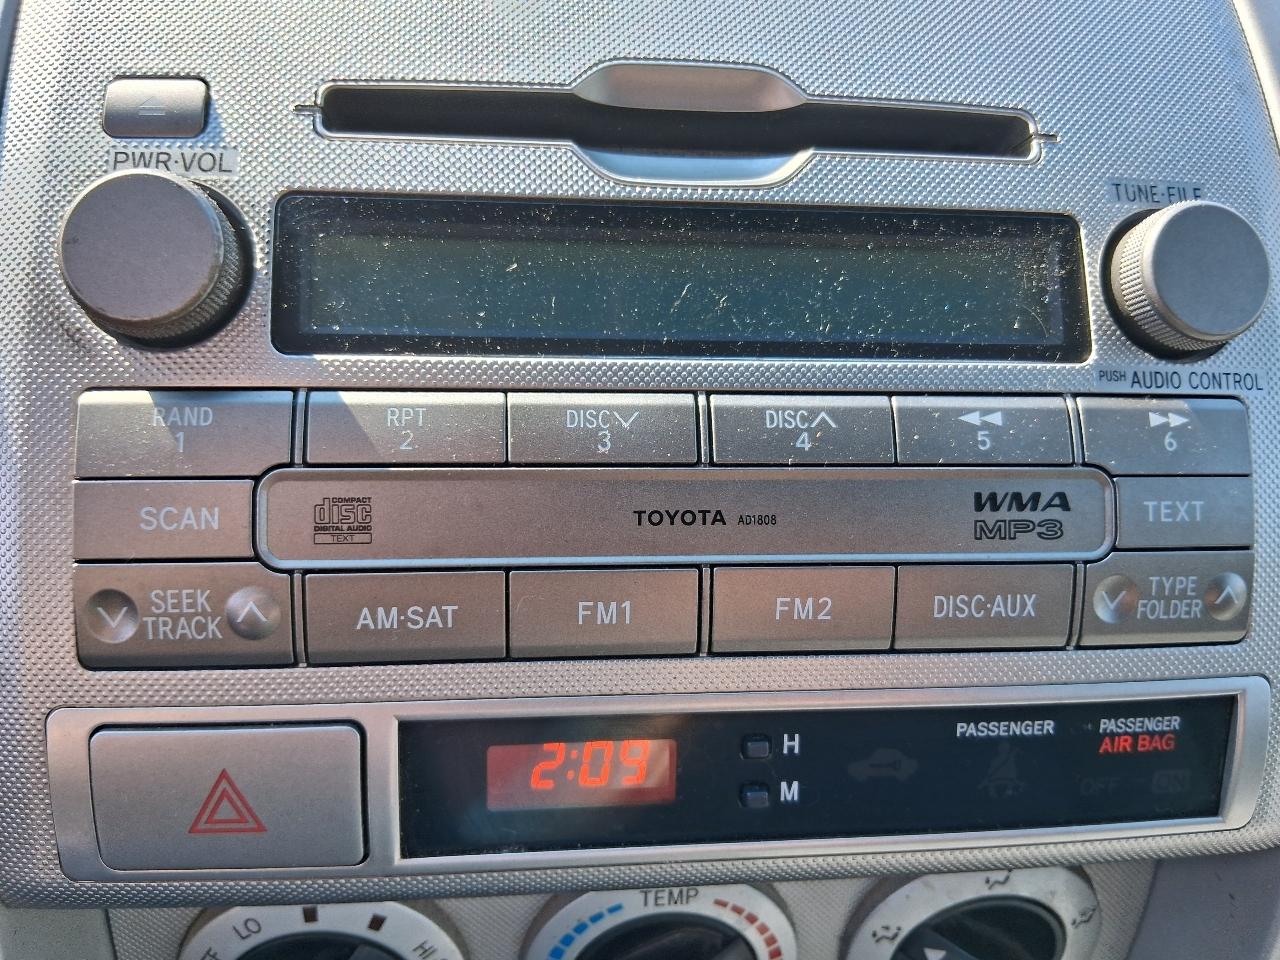 PWR·VOL
TUNE·FILE
PUSH AUDIO CONTROL
RAND
1
RPT
2
DISC
3
DISC
4
5
6
SCAN
COMPACT
disc
DIGITAL AUDIO
TEXT
TOYOTA AD1808
WMA
MP3
TEXT
SEEK
TRACK
AM·SAT
FM1
FM2
DISC·AUX
TYPE
FOLDER
2:09
H
M
PASSENGER
PASSENGER
AIR BAG
OFF
ON
LO
TEMP